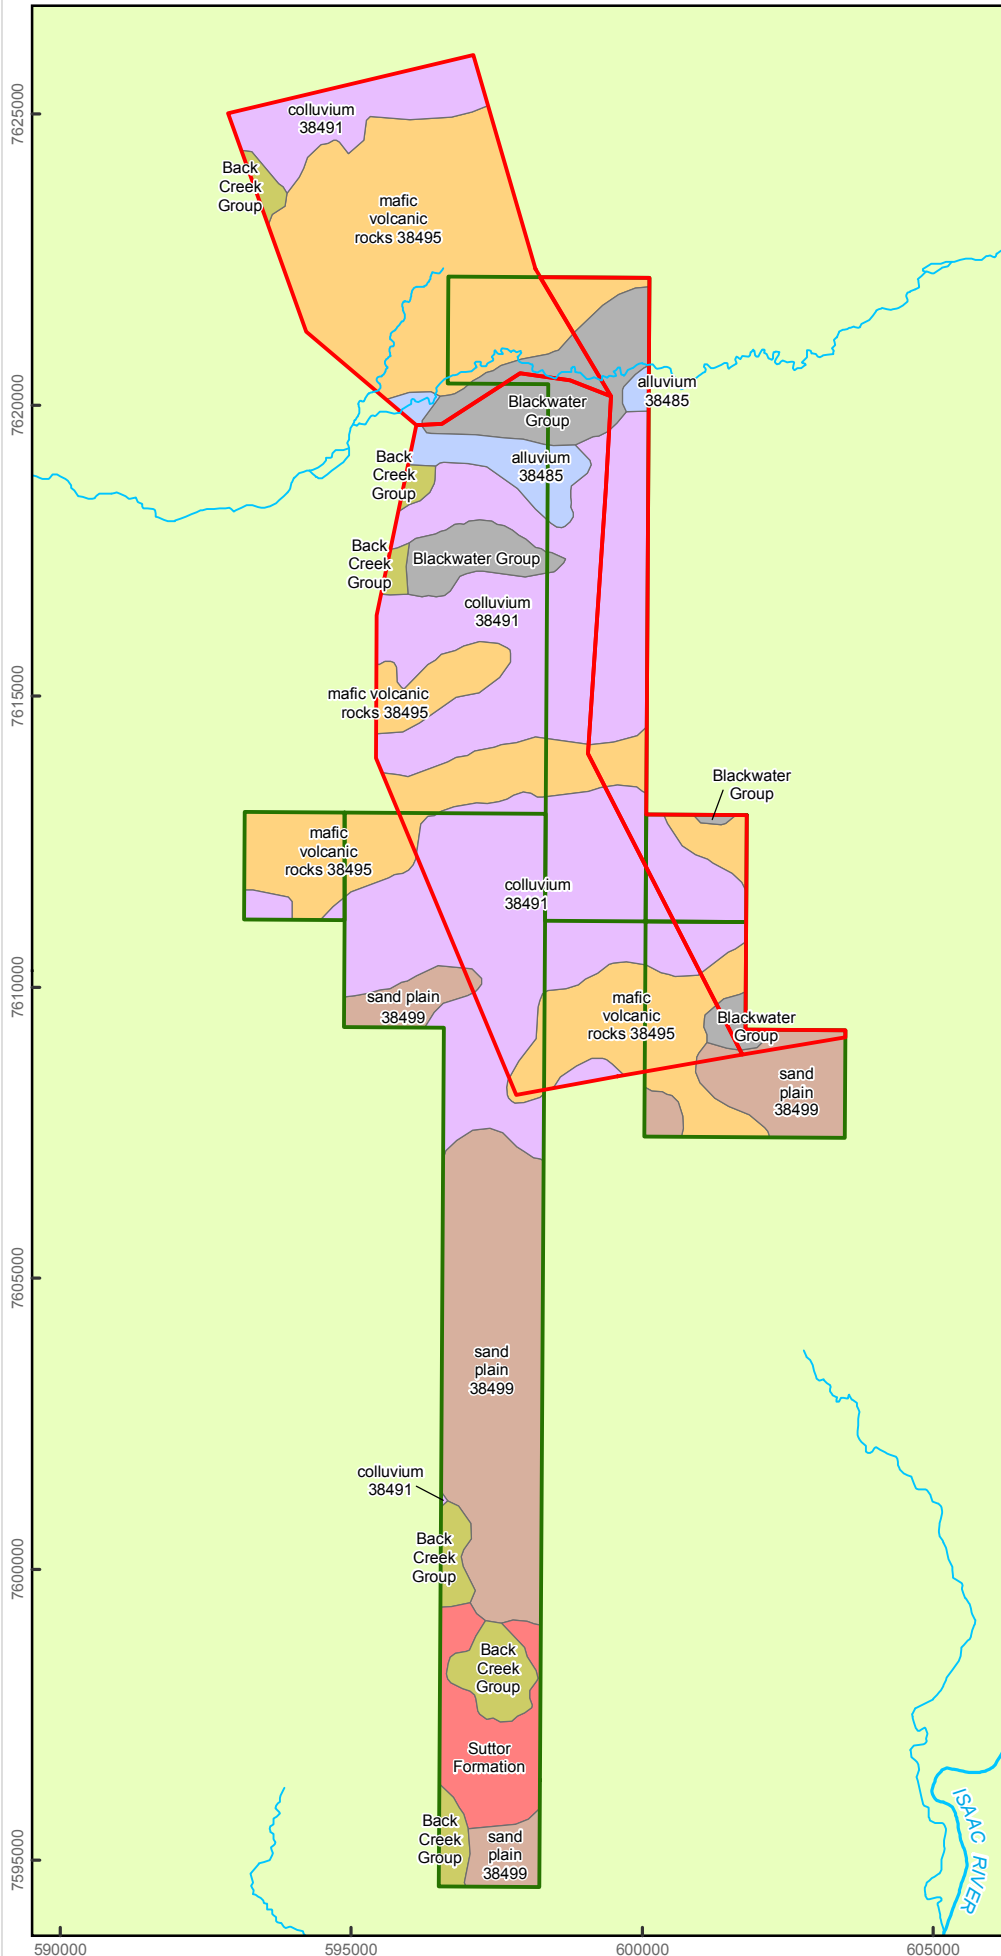 colluvium
38491
7625000
Back
Creek
Group
mafic
volcanic
rocks 38495
7620000
alluvium
38485
Blackwater
Group
alluvium
38485
Back
Creek
Group
Back
Creek
Group
Blackwater Group
colluvium
38491
7615000
mafic volcanic
rocks 38495
Blackwater
Group
mafic
volcanic
rocks 38495
colluvium
38491
7610000
sand plain
38499
mafic
volcanic
rocks 38495
Blackwater
Group
sand
plain
38499
7605000
sand
plain
38499
colluvium
38491
Back
Creek
Group
7600000
Back
Creek
Group
Suttor
Formation
ISAAC RIVER
Back
Creek
Group
sand
plain
38499
7595000
590000
595000
600000
605000